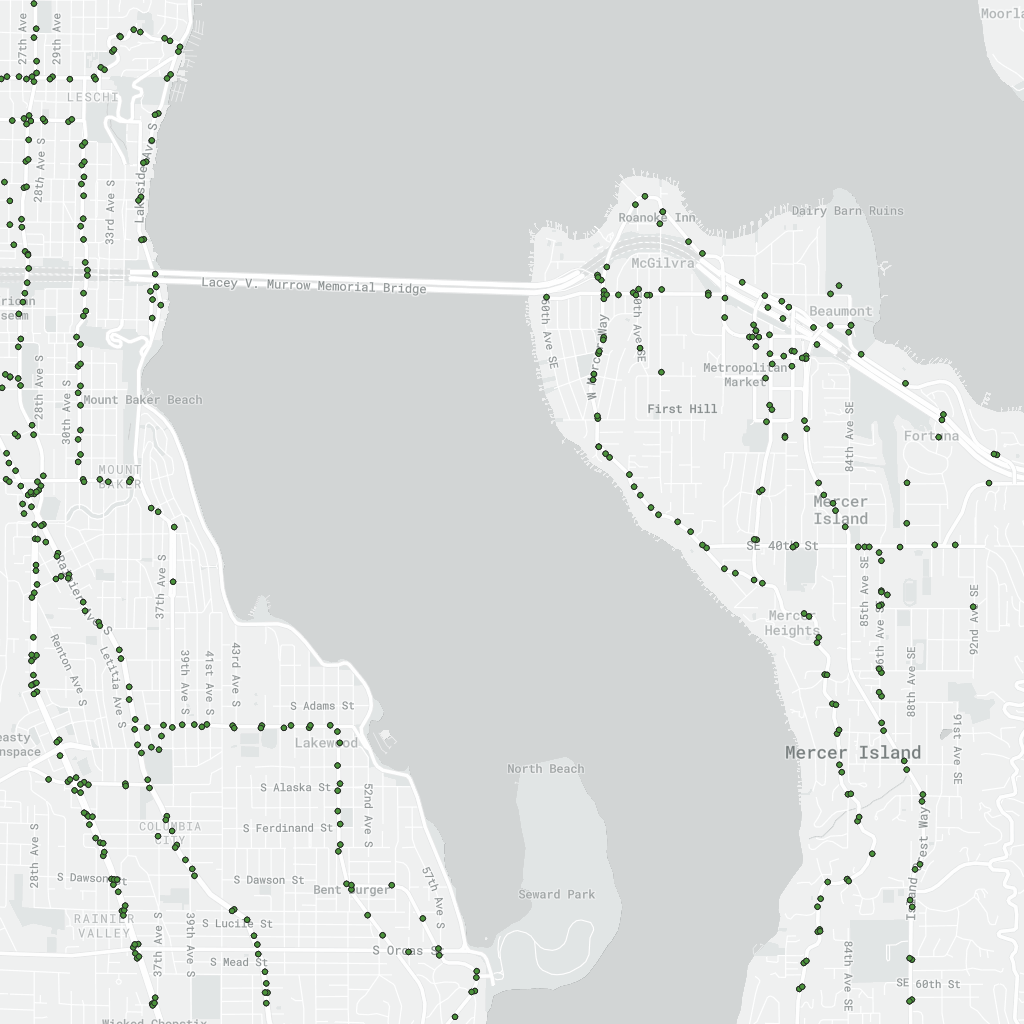 27th Ave
29th Ave
Moorla
LESCHI
28th Ave S
33rd Ave S
Lakeside Av S
Roanoke Inn
Dairy Barn Ruins
McGilvra
Lacey V. Murrow Memorial Bridge
60th Ave SE
W Mercer Way
Beaumont
28th Ave S
30th Ave S
Mount Baker Beach
Metropolitan
Market
First Hill
84th Ave SE
Fortuna
MOUNT
BAKER
Mercer
Island
SE 40th St
Rainier Ave S
37th Ave S
85th Ave SE
86th Ave SE
92nd Ave SE
Mercer
Heights
Renton Ave S
Letitia Ave S
39th Ave S
41st Ave S
43rd Ave S
88th Ave SE
S Adams St
Lakewood
91st Ave SE
Mercer Island
North Beach
S Alaska St
52nd Ave S
COLUMBIA
CITY
S Ferdinand St
28th Ave S
Island Crest Way
S Dawson St
S Dawson St
Bent Burger
57th Ave S
Seward Park
RAINIER
VALLEY
S Lucile St
37th Ave S
39th Ave S
S Orcas St
S Mead St
84th Ave SE
SE 60th St